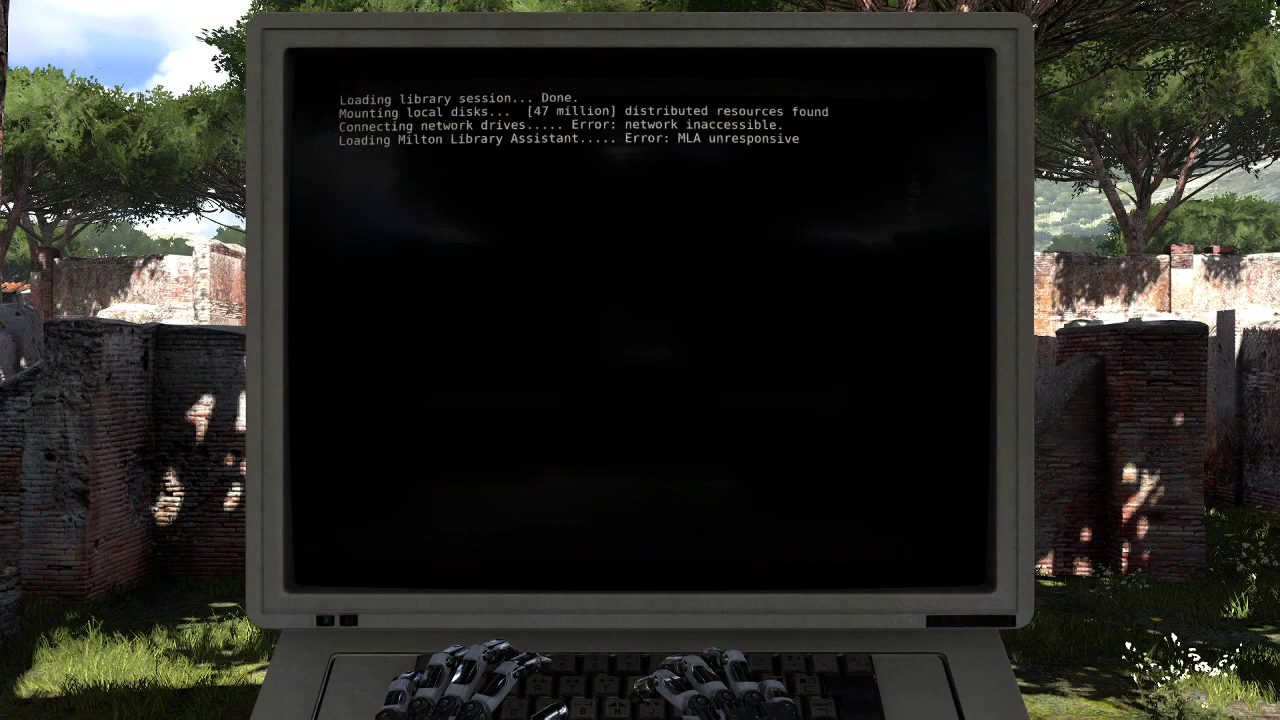 Loading library session... Done.
Mounting local disks...  [47 million] distributed resources found
Connecting network drives..... Error: network inaccessible.
Loading Milton Library Assistant..... Error: MLA unresponsive